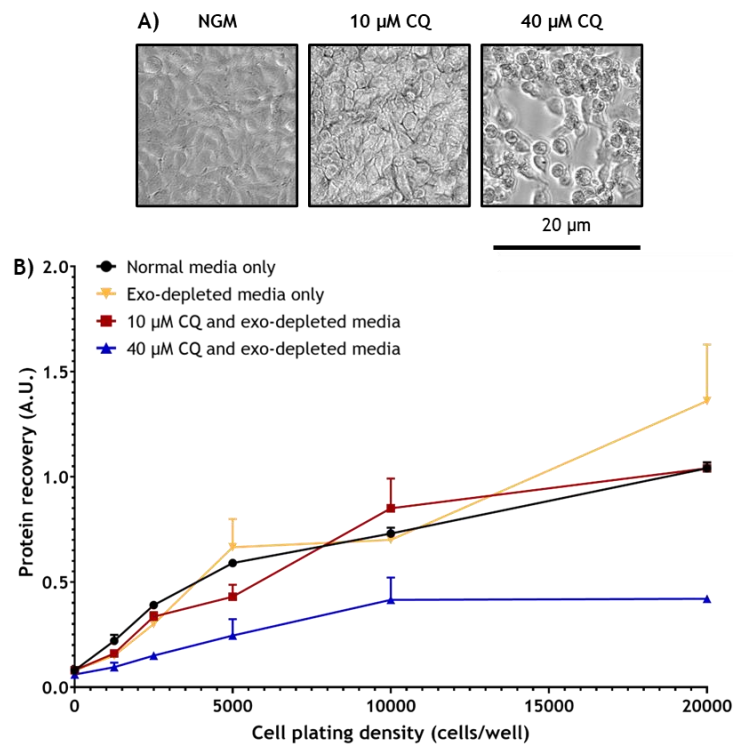 A) NGM 10 µM CQ 40 µM CQ
20 µm
B)
Normal media only
Exo-depleted media only
10 µM CQ and exo-depleted media
40 µM CQ and exo-depleted media
2.0
1.5
1.0
0.5
0.0
Protein recovery (A.U.)
0 5000 10000 15000 20000
Cell plating density (cells/well)